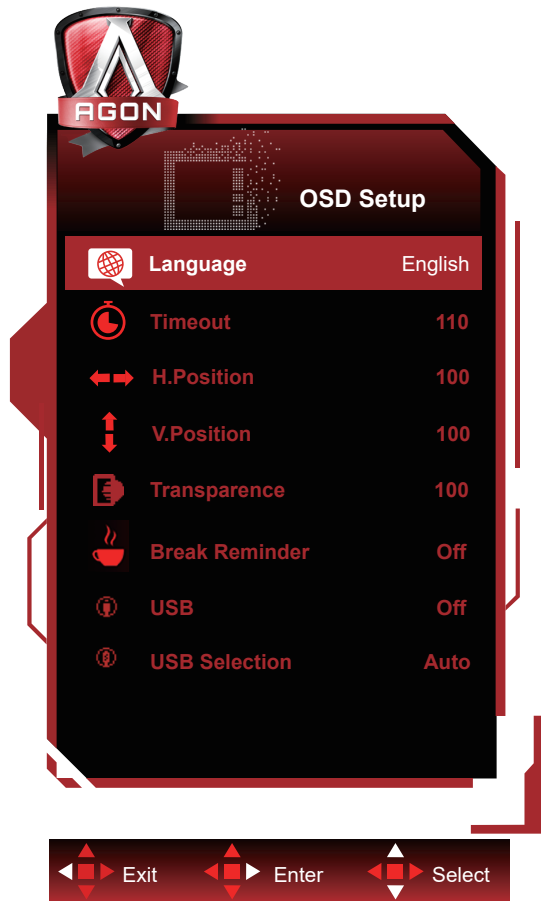 AGON
OSD Setup
Language English
Timeout 110
H.Position 100
V.Position 100
Transparence 100
Break Reminder Off
USB Off
USB Selection Auto
Exit Enter Select